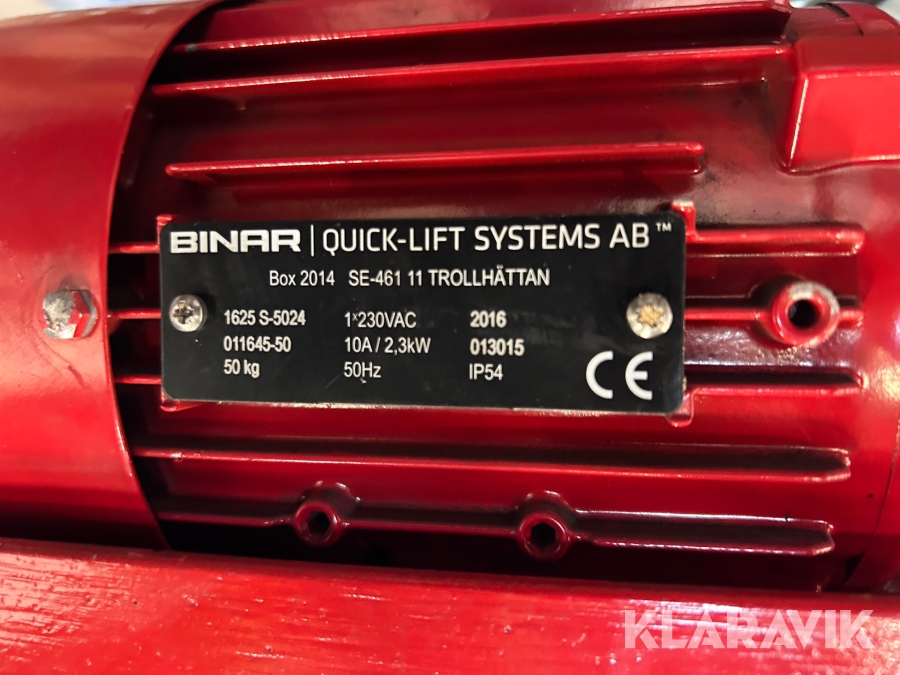 BINAR | QUICK-LIFT SYSTEMS AB™
Box 2014 SE-461 11 TROLLHÄTTAN
1625 S-5024 1x230VAC 2016
011645-50 10A / 2,3kW 013015
50 kg 50Hz IP54
CE
KLARAVIK